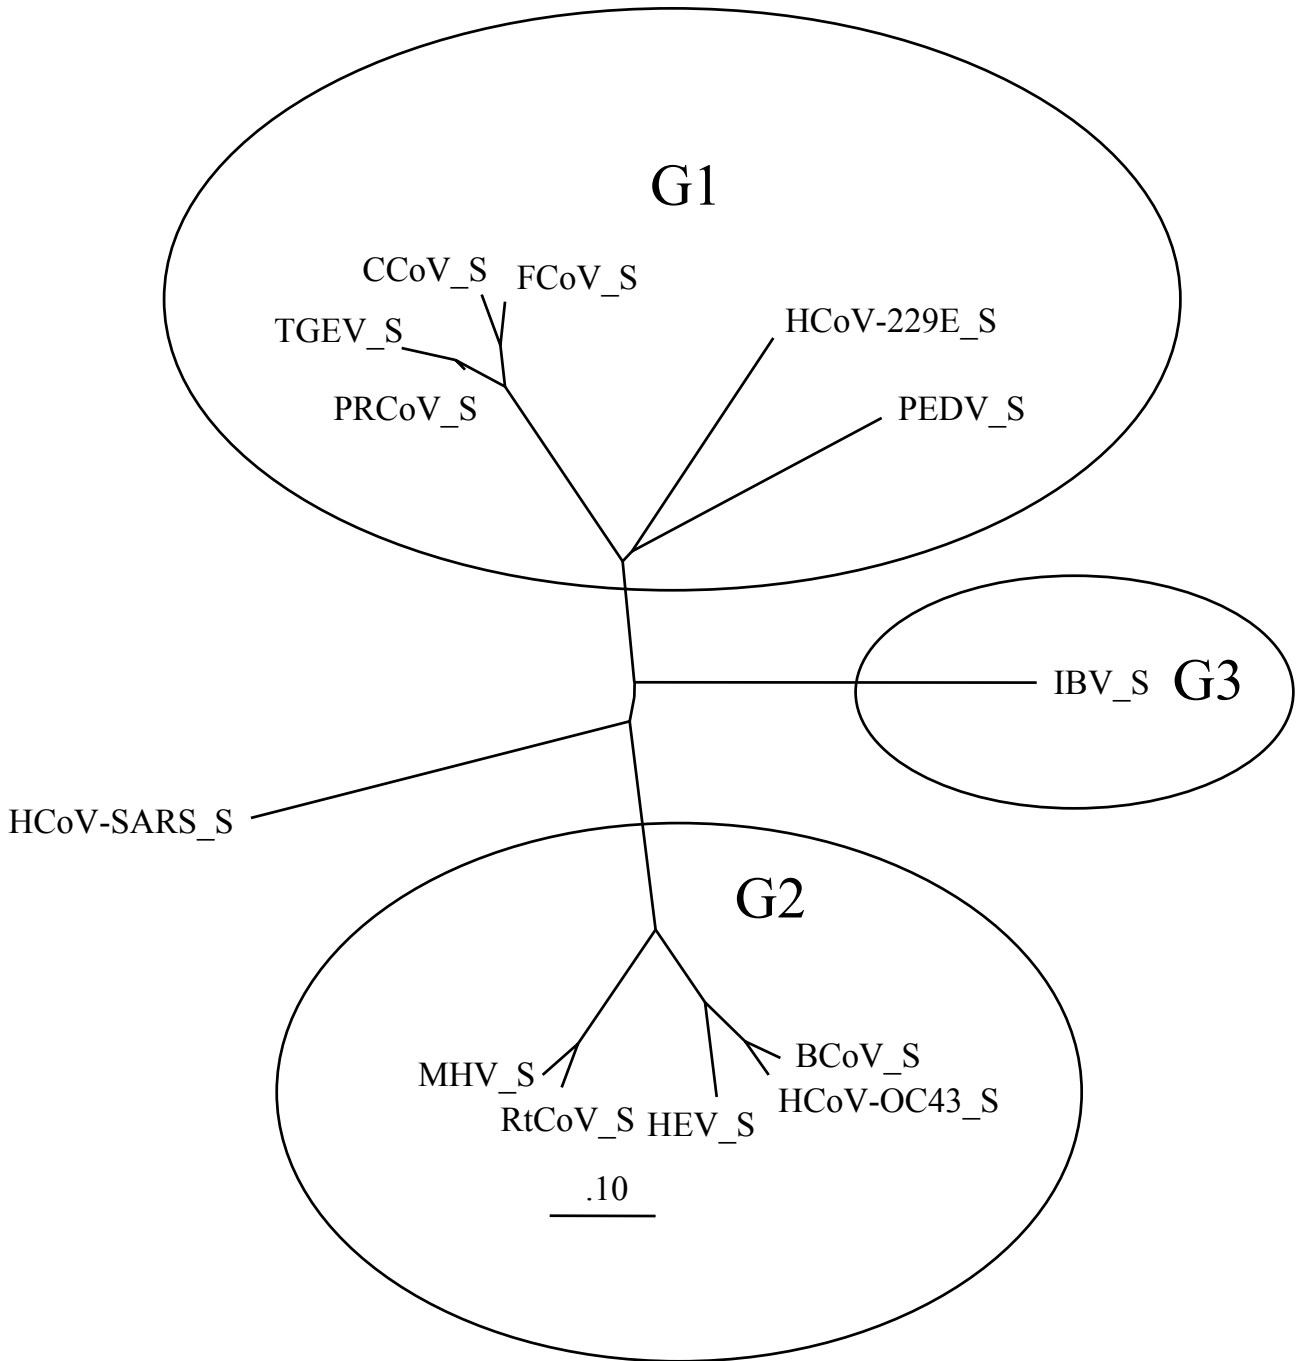 G1
CCoV_S
FCoV_S
TGEV_S
HCoV-229E_S
PRCoV_S
PEDV_S
IBV_S
G3
HCoV-SARS_S
G2
BCoV_S
MHV_S
HCoV-OC43_S
RtCoV_S
HEV_S
.10